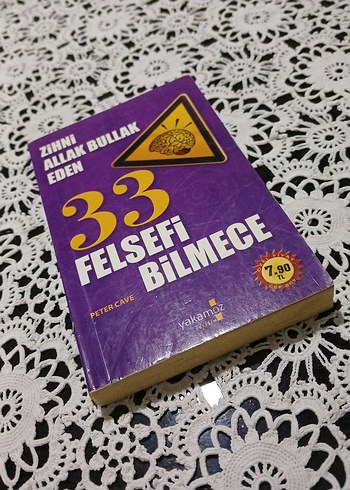 ZiHNi
ALLAK BULLAK
EDEN
33
FELSEFi
BiLMECE
PETER CAVE
yakamoz
7.90
TL